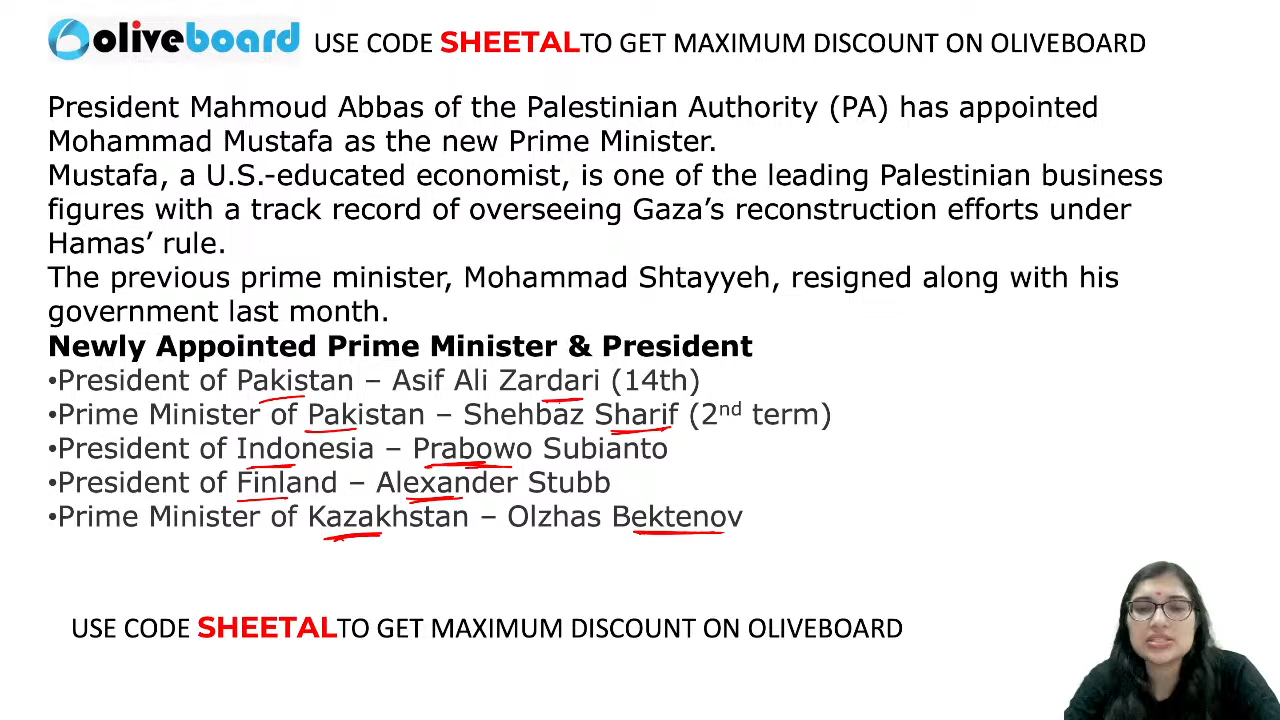 oliveboard USE CODE SHEETAL TO GET MAXIMUM DISCOUNT ON OLIVEBOARD
President Mahmoud Abbas of the Palestinian Authority (PA) has appointed
Mohammad Mustafa as the new Prime Minister.
Mustafa, a U.S.-educated economist, is one of the leading Palestinian business
figures with a track record of overseeing Gaza’s reconstruction efforts under
Hamas’ rule.
The previous prime minister, Mohammad Shtayyeh, resigned along with his
government last month.
Newly Appointed Prime Minister & President
•President of Pakistan – Asif Ali Zardari (14th)
•Prime Minister of Pakistan – Shehbaz Sharif (2nd term)
•President of Indonesia – Prabowo Subianto
•President of Finland – Alexander Stubb
•Prime Minister of Kazakhstan – Olzhas Bektenov
USE CODE SHEETAL TO GET MAXIMUM DISCOUNT ON OLIVEBOARD